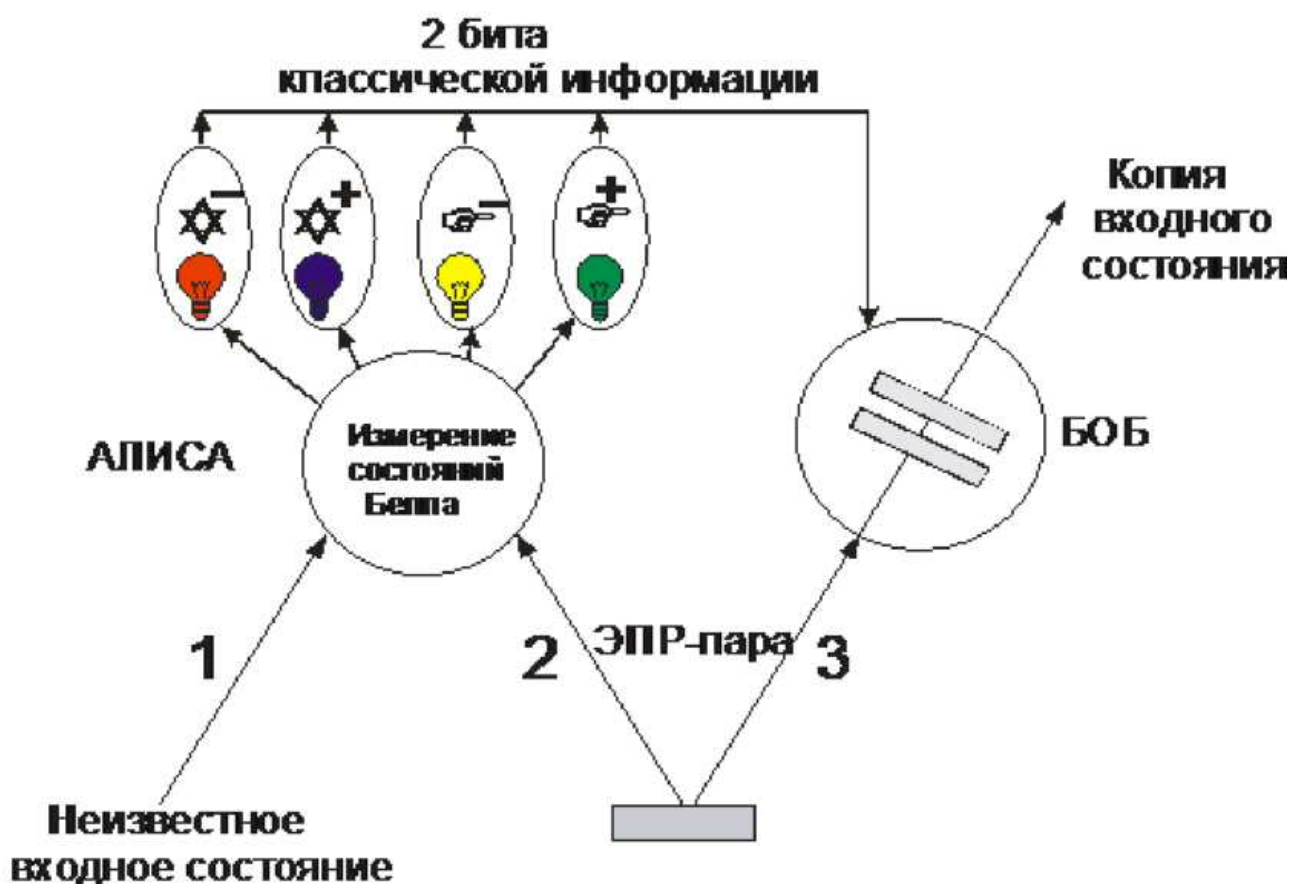 2 бита
классической информации
Копия
входного
состояния
− + − +
АЛИСА
Измерение
состояний
Белла
БОБ
1
2
ЭПР-пара
3
Неизвестное
входное состояние